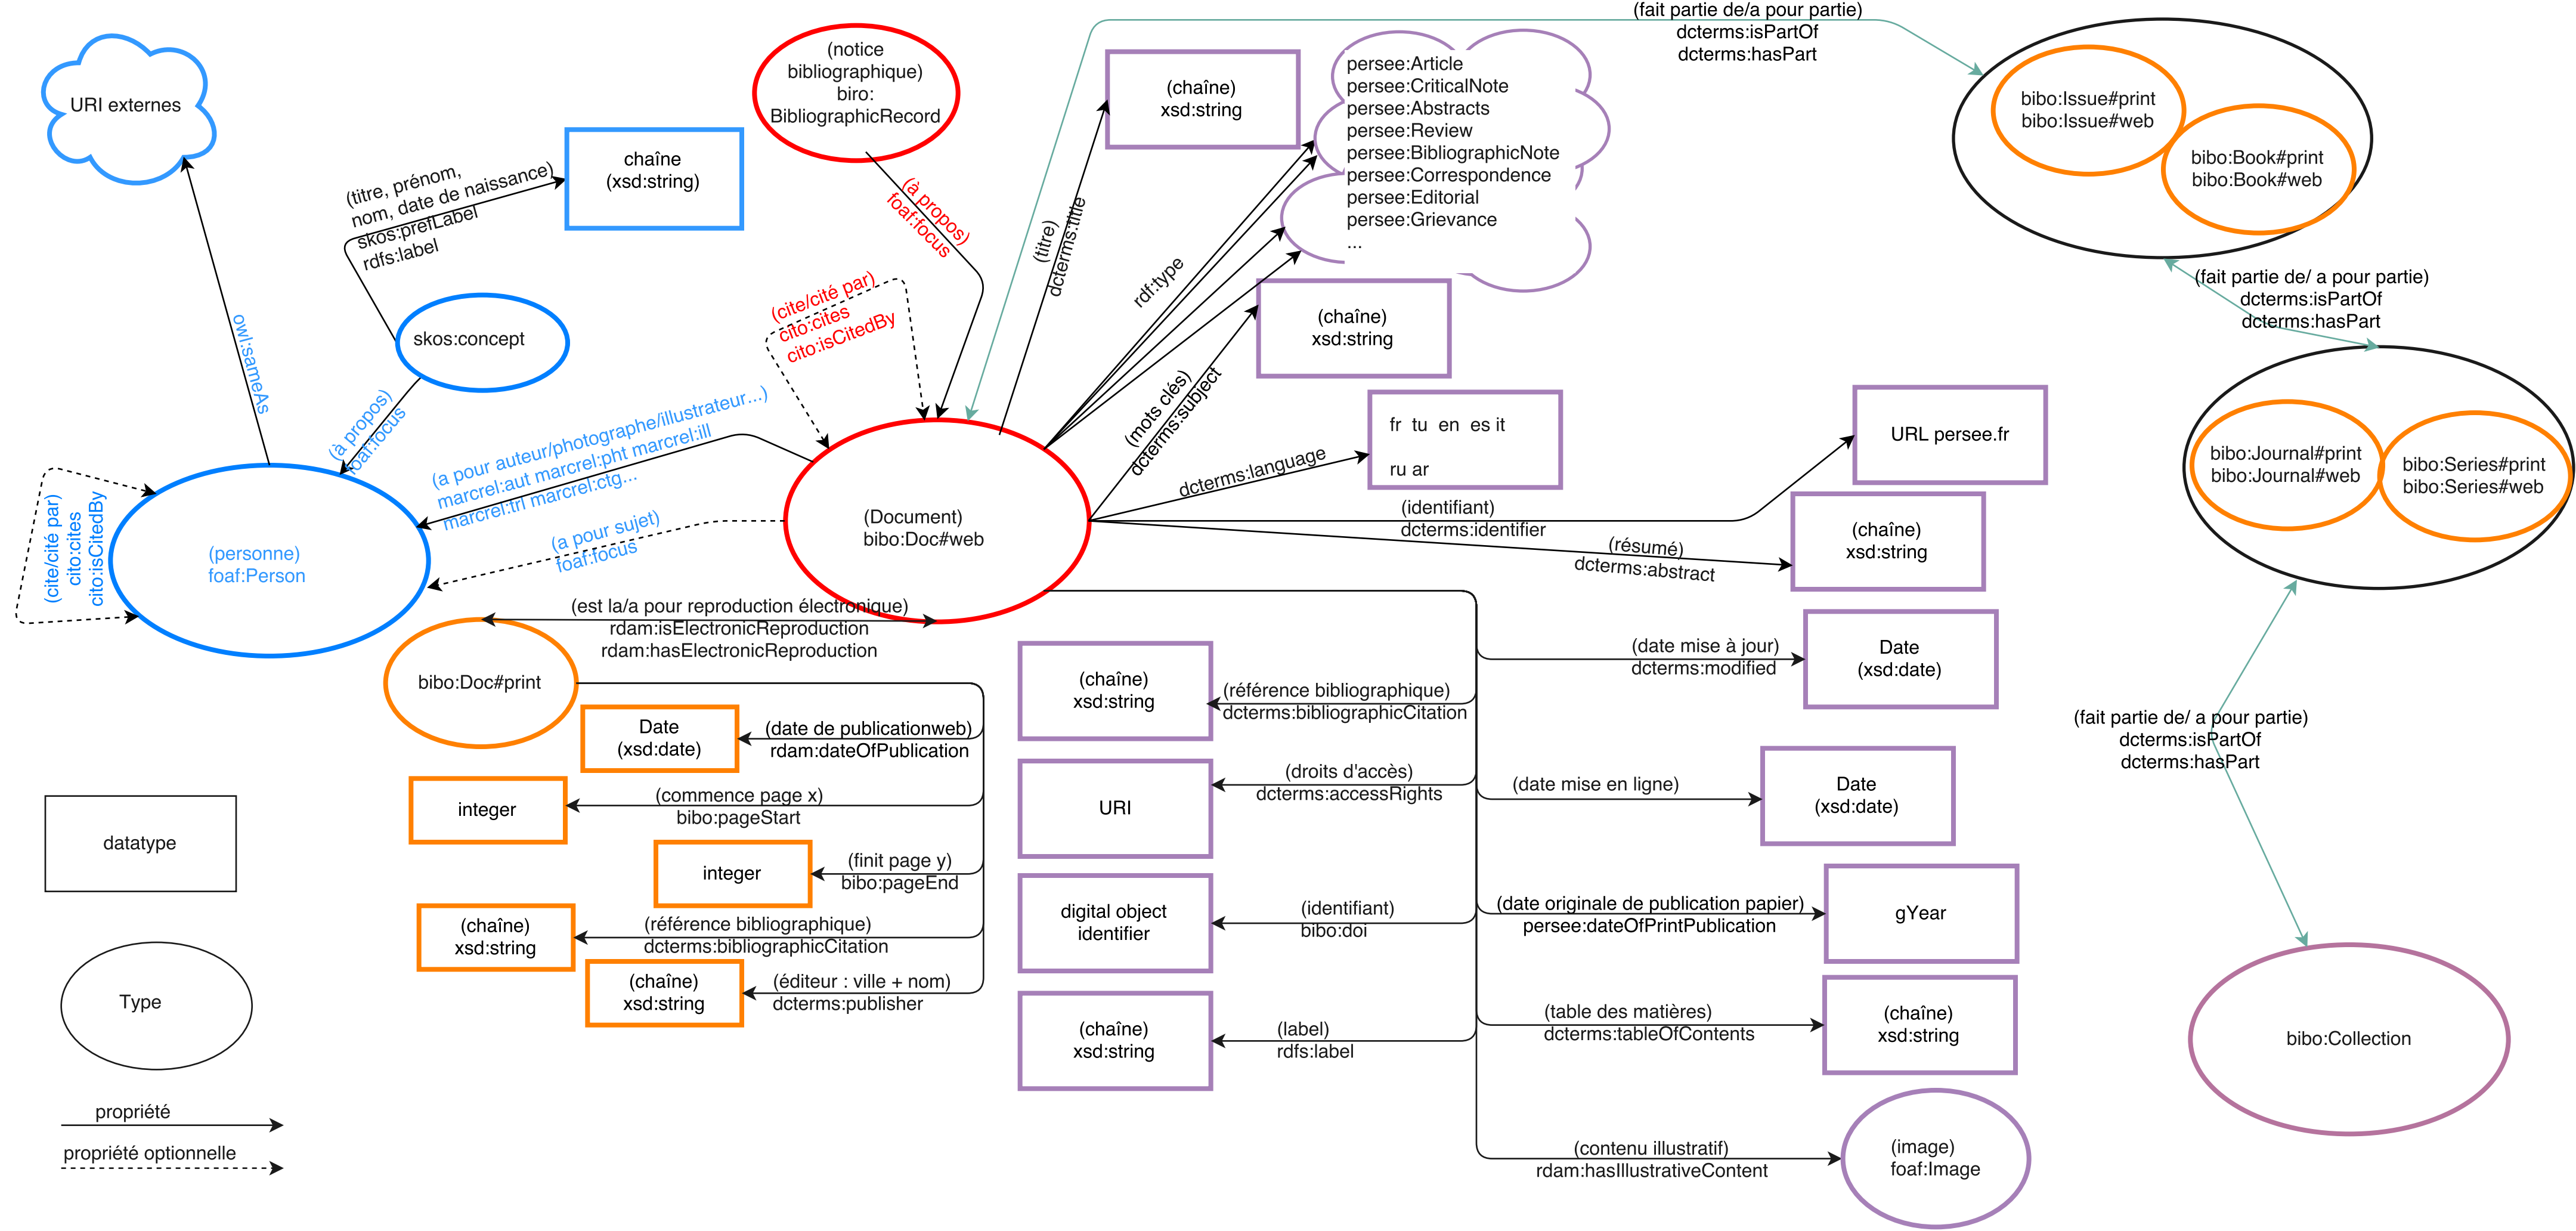 URI externes
owl:sameAs
(titre, prénom,
nom, date de naissance)
skos:prefLabel
rdfs:label
chaîne
(xsd:string)
skos:concept
(à propos)
foaf:focus
(notice
bibliographique)
biro:
BibliographicRecord
(à propos)
foaf:focus
(cite/cité par)
cito:cites
cito:isCitedBy
(a pour auteur/photographe/illustrateur...)
marcrel:aut marcrel:pht marcrel:ill
marcrel:trl marcrel:ctg...
(a pour sujet)
foaf:focus
(cite/cité par)
cito:cites
cito:isCitedBy
(personne)
foaf:Person
(Document)
bibo:Doc#web
(titre)
dcterms:title
(chaîne)
xsd:string
rdf:type
persee:Article
persee:CriticalNote
persee:Abstracts
persee:Review
persee:BibliographicNote
persee:Correspondence
persee:Editorial
persee:Grievance
...
(mots clés)
dcterms:subject
(chaîne)
xsd:string
dcterms:language
fr tu en es it
ru ar
(identifiant)
dcterms:identifier
URL persee.fr
(résumé)
dcterms:abstract
(chaîne)
xsd:string
(fait partie de/a pour partie)
dcterms:isPartOf
dcterms:hasPart
bibo:Issue#print
bibo:Issue#web
bibo:Book#print
bibo:Book#web
(fait partie de/ a pour partie)
dcterms:isPartOf
dcterms:hasPart
bibo:Journal#print
bibo:Journal#web
bibo:Series#print
bibo:Series#web
(fait partie de/ a pour partie)
dcterms:isPartOf
dcterms:hasPart
bibo:Collection
(est la/a pour reproduction électronique)
rdam:isElectronicReproduction
rdam:hasElectronicReproduction
bibo:Doc#print
Date
(xsd:date)
(date de publicationweb)
rdam:dateOfPublication
integer
(commence page x)
bibo:pageStart
integer
(finit page y)
bibo:pageEnd
(chaîne)
xsd:string
(référence bibliographique)
dcterms:bibliographicCitation
(chaîne)
xsd:string
(éditeur : ville + nom)
dcterms:publisher
(chaîne)
xsd:string
(référence bibliographique)
dcterms:bibliographicCitation
URI
(droits d'accès)
dcterms:accessRights
digital object
identifier
(identifiant)
bibo:doi
(chaîne)
xsd:string
(label)
rdfs:label
(date mise à jour)
dcterms:modified
Date
(xsd:date)
(date mise en ligne)
Date
(xsd:date)
(date originale de publication papier)
persee:dateOfPrintPublication
gYear
(table des matières)
dcterms:tableOfContents
(chaîne)
xsd:string
(contenu illustratif)
rdam:hasIllustrativeContent
(image)
foaf:Image
datatype
Type
propriété
propriété optionnelle